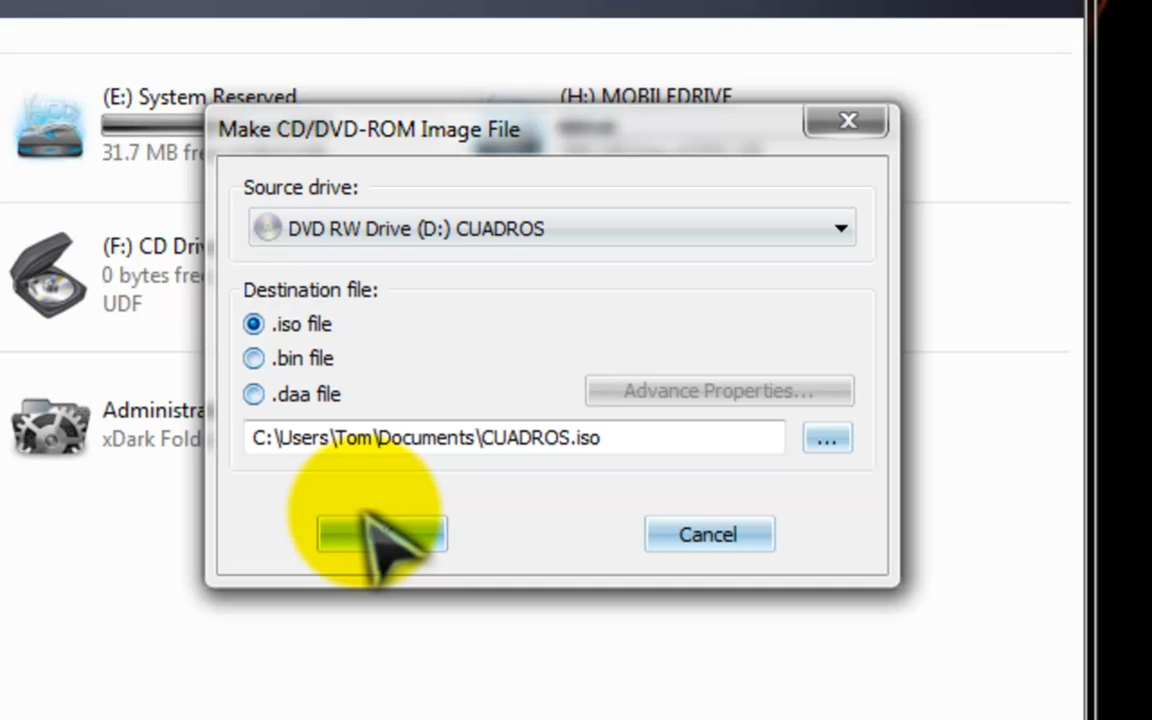 (E:) System Reserved
31.7 MB fre
(H:) MOBILEDRIVE
(F:) CD Driv
0 bytes free
UDF
Administra
xDark Fold
Make CD/DVD-ROM Image File
Source drive:
DVD RW Drive (D:) CUADROS
Destination file:
.iso file
.bin file
.daa file
Advance Properties...
C:\Users\Tom\Documents\CUADROS.iso
...
Cancel